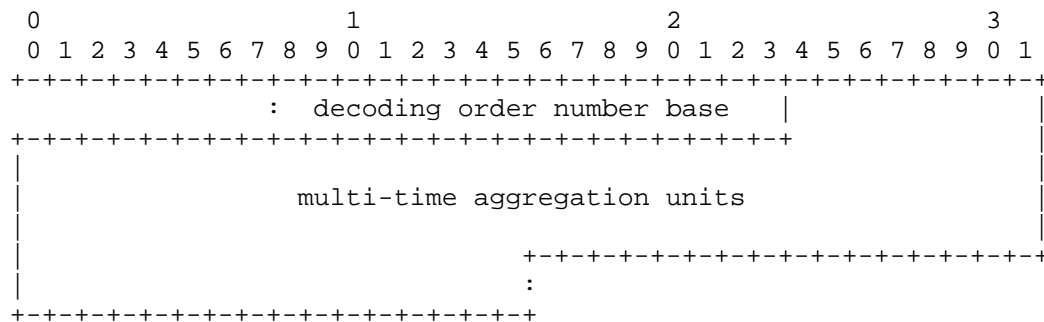 0                   1                   2                   3
 0 1 2 3 4 5 6 7 8 9 0 1 2 3 4 5 6 7 8 9 0 1 2 3 4 5 6 7 8 9 0 1
+-+-+-+-+-+-+-+-+-+-+-+-+-+-+-+-+-+-+-+-+-+-+-+-+-+-+-+-+-+-+-+-+
                :  decoding order number base   |               |
+-+-+-+-+-+-+-+-+-+-+-+-+-+-+-+-+-+-+-+-+-+-+-+-+               |
|                                                               |
|                 multi-time aggregation units                  |
|                                                               |
|                               +-+-+-+-+-+-+-+-+-+-+-+-+-+-+-+-+
|                               :
+-+-+-+-+-+-+-+-+-+-+-+-+-+-+-+-+